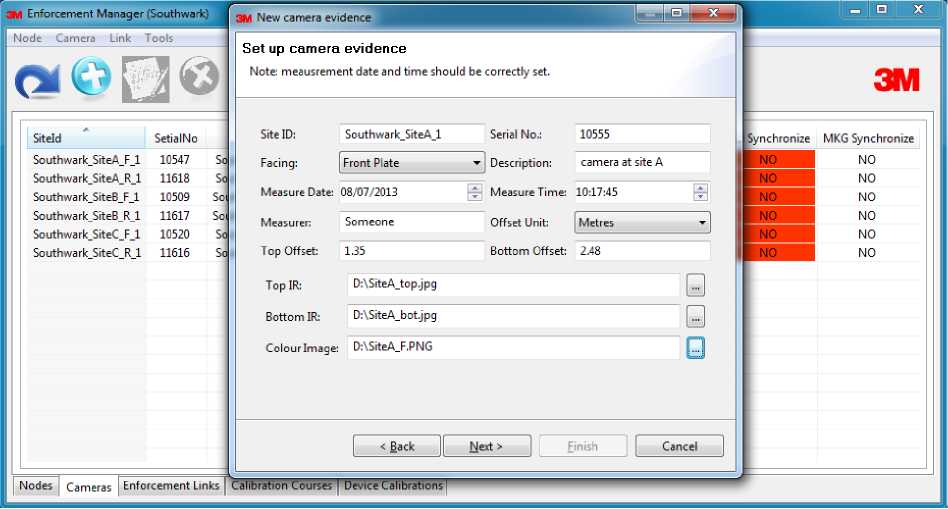 3M Enforcement Manager (Southwark)
Node Camera Link Tools
3M
SiteId SetialNo Synchronize MKG Synchronize
Southwark_SiteA_F_1 10547 So NO NO
Southwark_SiteA_R_1 11618 So NO NO
Southwark_SiteB_F_1 10509 Sou NO NO
Southwark_SiteB_R_1 11617 Sou NO NO
Southwark_SiteC_F_1 10520 So NO NO
Southwark_SiteC_R_1 11616 So NO NO
Nodes Cameras Enforcement Links Calibration Courses Device Calibrations
3M New camera evidence
Set up camera evidence
Note: meausrement date and time should be correctly set.
Site ID: Southwark_SiteA_1 Serial No.: 10555
Facing: Front Plate Description: camera at site A
Measure Date: 08/07/2013 Measure Time: 10:17:45
Measurer: Someone Offset Unit: Metres
Top Offset: 1.35 Bottom Offset: 2.48
Top IR: D:\SiteA_top.jpg ...
Bottom IR: D:\SiteA_bot.jpg ...
Colour Image: D:\SiteA_F.PNG ...
< Back Next > Finish Cancel